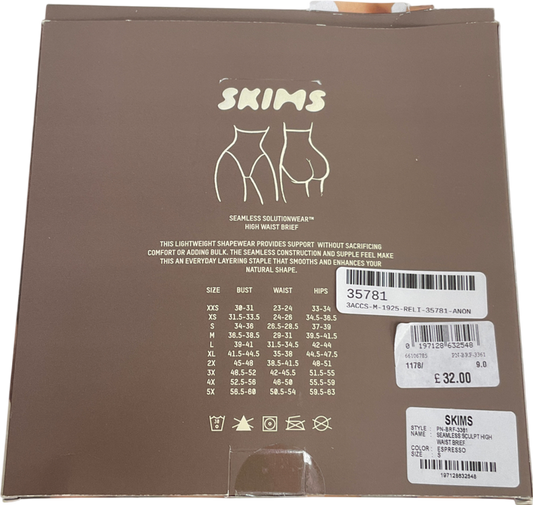 SKIMS
SEAMLESS SOLUTIONWEAR™
HIGH WAIST BRIEF
THIS LIGHTWEIGHT SHAPEWEAR PROVIDES SUPPORT WITHOUT SACRIFICING
COMFORT OR ADDING BULK. THE SEAMLESS CONSTRUCTION AND SUPPLE FEEL MAKE
THIS AN EVERYDAY LAYERING STAPLE THAT SMOOTHS AND ENHANCES YOUR
NATURAL SHAPE.
SIZE BUST WAIST HIPS
XXS 30-31 23-24 33-34
XS 31.5-33.5 24-26 34.5-36.5
S 34-36 26.5-28.5 37-39
M 36.5-38.5 29-31 39.5-41.5
L 39-41 31.5-34.5 42-44
XL 41.5-44.5 35-38 44.5-47.5
2X 45-48 38.5-41.5 48-51
3X 48.5-52 42-45.5 51.5-55
4X 52.5-56 46-50 55.5-59
5X 56.5-60 50.5-54 59.5-63
35781
3ACCS-M-1925-RELI-35781-ANON
0 197128 632548
1178/ 9.0
£ 32.00
SKIMS
STYLE : PN-BRF-3361
NAME : SEAMLESS SCULPT HIGH
WAIST BRIEF
COLOR : ESPRESSO
SIZE : S
197128632548